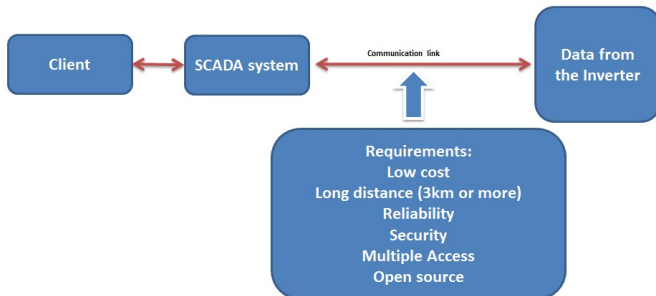 Client
SCADA system
Communication link
Data from
the Inverter
Requirements:
Low cost
Long distance (3km or more)
Reliability
Security
Multiple Access
Open source